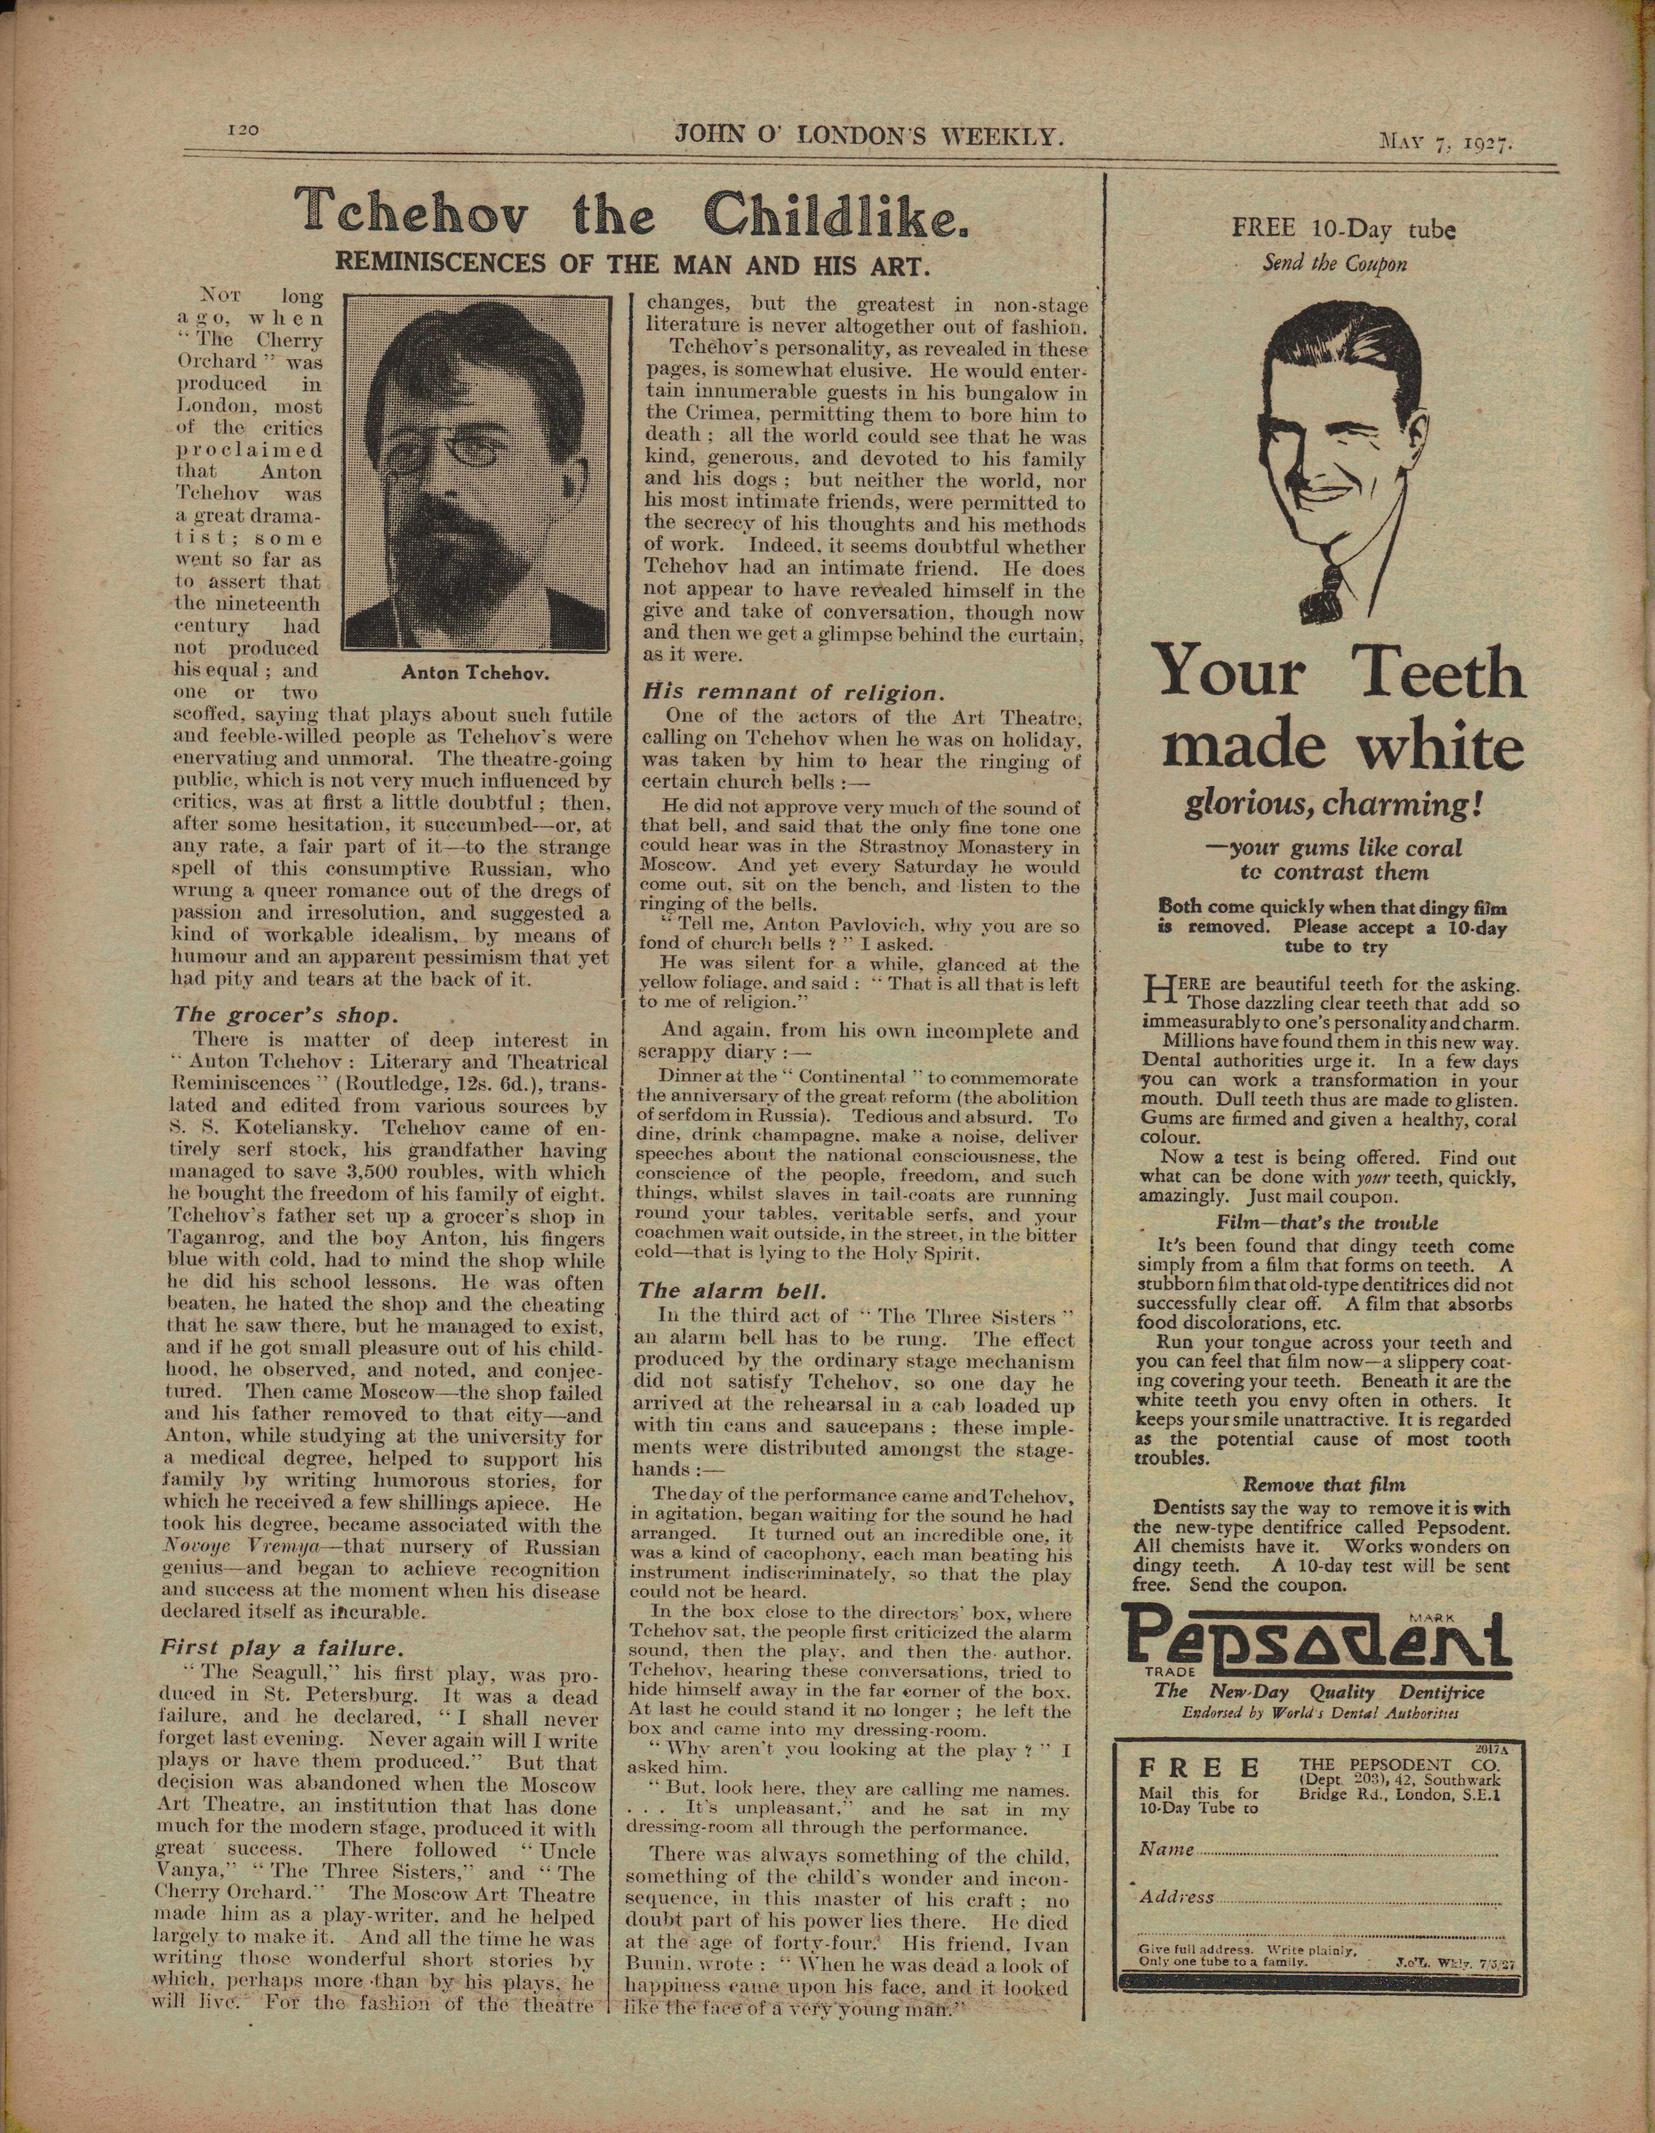 120
JOHN O' LONDON'S WEEKLY.
MAY 7, 1927.
Tchehov the Childlike.
REMINISCENCES OF THE MAN AND HIS ART.
NOT long
ago, when
“ The Cherry
Orchard ” was
produced in
London, most
of the critics
proclaimed
that Anton
Tchehov was
a great drama-
tist; some
went so far as
to assert that
the nineteenth
century had
not produced
his equal ; and
one or two
Anton Tchehov.
scoffed, saying that plays about such futile
and feeble-willed people as Tchehov's were
enervating and unmoral. The theatre-going
public, which is not very much influenced by
critics, was at first a little doubtful ; then,
after some hesitation, it succumbed—or, at
any rate, a fair part of it—to the strange
spell of this consumptive Russian, who
wrung a queer romance out of the dregs of
passion and irresolution, and suggested a
kind of workable idealism, by means of
humour and an apparent pessimism that yet
had pity and tears at the back of it.
The grocer's shop.
There is matter of deep interest in
“ Anton Tchehov : Literary and Theatrical
Reminiscences ” (Routledge, 12s. 6d.), trans-
lated and edited from various sources by
S. S. Koteliansky. Tchehov came of en-
tirely serf stock, his grandfather having
managed to save 3,500 roubles, with which
he bought the freedom of his family of eight.
Tchehov's father set up a grocer's shop in
Taganrog, and the boy Anton, his fingers
blue with cold, had to mind the shop while
he did his school lessons. He was often
beaten, he hated the shop and the cheating
that he saw there, but he managed to exist,
and if he got small pleasure out of his child-
hood, he observed, and noted, and conjec-
tured. Then came Moscow—the shop failed
and his father removed to that city—and
Anton, while studying at the university for
a medical degree, helped to support his
family by writing humorous stories, for
which he received a few shillings apiece. He
took his degree, became associated with the
Novoye Vremya—that nursery of Russian
genius—and began to achieve recognition
and success at the moment when his disease
declared itself as incurable.
First play a failure.
“ The Seagull,” his first play, was pro-
duced in St. Petersburg. It was a dead
failure, and he declared, “ I shall never
forget last evening. Never again will I write
plays or have them produced.” But that
decision was abandoned when the Moscow
Art Theatre, an institution that has done
much for the modern stage, produced it with
great success. There followed “ Uncle
Vanya,” “ The Three Sisters,” and “ The
Cherry Orchard.” The Moscow Art Theatre
made him as a play-writer, and he helped
largely to make it. And all the time he was
writing those wonderful short stories by
which, perhaps more than by his plays, he
will live. For the fashion of the theatre
changes, but the greatest in non-stage
literature is never altogether out of fashion.
Tchehov's personality, as revealed in these
pages, is somewhat elusive. He would enter-
tain innumerable guests in his bungalow in
the Crimea, permitting them to bore him to
death ; all the world could see that he was
kind, generous, and devoted to his family
and his dogs ; but neither the world, nor
his most intimate friends, were permitted to
the secrecy of his thoughts and his methods
of work. Indeed, it seems doubtful whether
Tchehov had an intimate friend. He does
not appear to have revealed himself in the
give and take of conversation, though now
and then we get a glimpse behind the curtain,
as it were.
His remnant of religion.
One of the actors of the Art Theatre,
calling on Tchehov when he was on holiday,
was taken by him to hear the ringing of
certain church bells :—
He did not approve very much of the sound of
that bell, and said that the only fine tone one
could hear was in the Strastnoy Monastery in
Moscow. And yet every Saturday he would
come out, sit on the bench, and listen to the
ringing of the bells.
“ Tell me, Anton Pavlovich, why you are so
fond of church bells ? ” I asked.
He was silent for a while, glanced at the
yellow foliage, and said : “ That is all that is left
to me of religion.”
And again, from his own incomplete and
scrappy diary :—
Dinner at the “ Continental ” to commemorate
the anniversary of the great reform (the abolition
of serfdom in Russia). Tedious and absurd. To
dine, drink champagne, make a noise, deliver
speeches about the national consciousness, the
conscience of the people, freedom, and such
things, whilst slaves in tail-coats are running
round your tables, veritable serfs, and your
coachmen wait outside, in the street, in the bitter
cold—that is lying to the Holy Spirit.
The alarm bell.
In the third act of “ The Three Sisters ”
an alarm bell has to be rung. The effect
produced by the ordinary stage mechanism
did not satisfy Tchehov, so one day he
arrived at the rehearsal in a cab loaded up
with tin cans and saucepans ; these imple-
ments were distributed amongst the stage-
hands :—
The day of the performance came and Tchehov,
in agitation, began waiting for the sound he had
arranged. It turned out an incredible one, it
was a kind of cacophony, each man beating his
instrument indiscriminately, so that the play
could not be heard.
In the box close to the directors' box, where
Tchehov sat, the people first criticized the alarm
sound, then the play, and then the author.
Tchehov, hearing these conversations, tried to
hide himself away in the far corner of the box.
At last he could stand it no longer ; he left the
box and came into my dressing-room.
“ Why aren't you looking at the play ? ” I
asked him.
“ But, look here, they are calling me names.
. . . It's unpleasant,” and he sat in my
dressing-room all through the performance.
There was always something of the child,
something of the child's wonder and incon-
sequence, in this master of his craft ; no
doubt part of his power lies there. He died
at the age of forty-four. His friend, Ivan
Bunin, wrote : “ When he was dead a look of
happiness came upon his face, and it looked
like the face of a very young man.”
FREE 10-Day tube
Send the Coupon
Your Teeth
made white
glorious, charming!
—your gums like coral
to contrast them
Both come quickly when that dingy film
is removed. Please accept a 10-day
tube to try
HERE are beautiful teeth for the asking.
Those dazzling clear teeth that add so
immeasurably to one's personality and charm.
Millions have found them in this new way.
Dental authorities urge it. In a few days
you can work a transformation in your
mouth. Dull teeth thus are made to glisten.
Gums are firmed and given a healthy, coral
colour.
Now a test is being offered. Find out
what can be done with your teeth, quickly,
amazingly. Just mail coupon.
Film—that's the trouble
It's been found that dingy teeth come
simply from a film that forms on teeth. A
stubborn film that old-type dentifrices did not
successfully clear off. A film that absorbs
food discolorations, etc.
Run your tongue across your teeth and
you can feel that film now—a slippery coat-
ing covering your teeth. Beneath it are the
white teeth you envy often in others. It
keeps your smile unattractive. It is regarded
as the potential cause of most tooth
troubles.
Remove that film
Dentists say the way to remove it is with
the new-type dentifrice called Pepsodent.
All chemists have it. Works wonders on
dingy teeth. A 10-day test will be sent
free. Send the coupon.
Pepsodent
TRADE MARK
The New-Day Quality Dentifrice
Endorsed by World's Dental Authorities
2017A
FREE
Mail this for
10-Day Tube to
THE PEPSODENT CO.
(Dept. 203), 42, Southwark
Bridge Rd., London, S.E.1
Name
Address
Give full address. Write plainly,
Only one tube to a family.
J.o'L. Wkly. 7/5/27